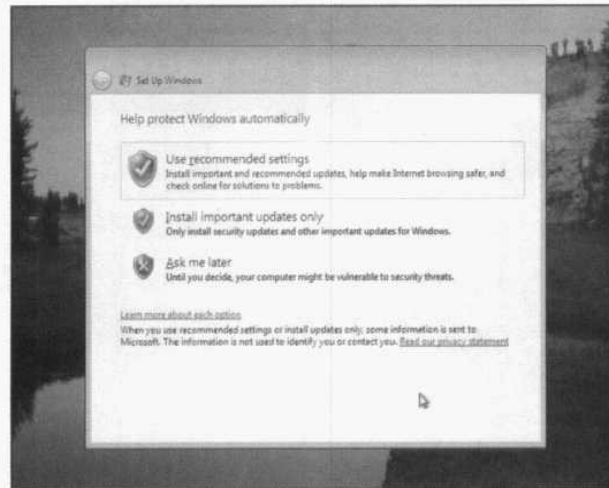 Set Up Windows
Help protect Windows automatically
Use recommended settings
Install important and recommended updates, help make Internet browsing safer, and
check online for solutions to problems.
Install important updates only
Only install security updates and other important updates for Windows.
Ask me later
Until you decide, your computer might be vulnerable to security threats.
Learn more about each option
When you use recommended settings or install updates only, some information is sent to
Microsoft. The information is not used to identify you or contact you. Read our privacy statement